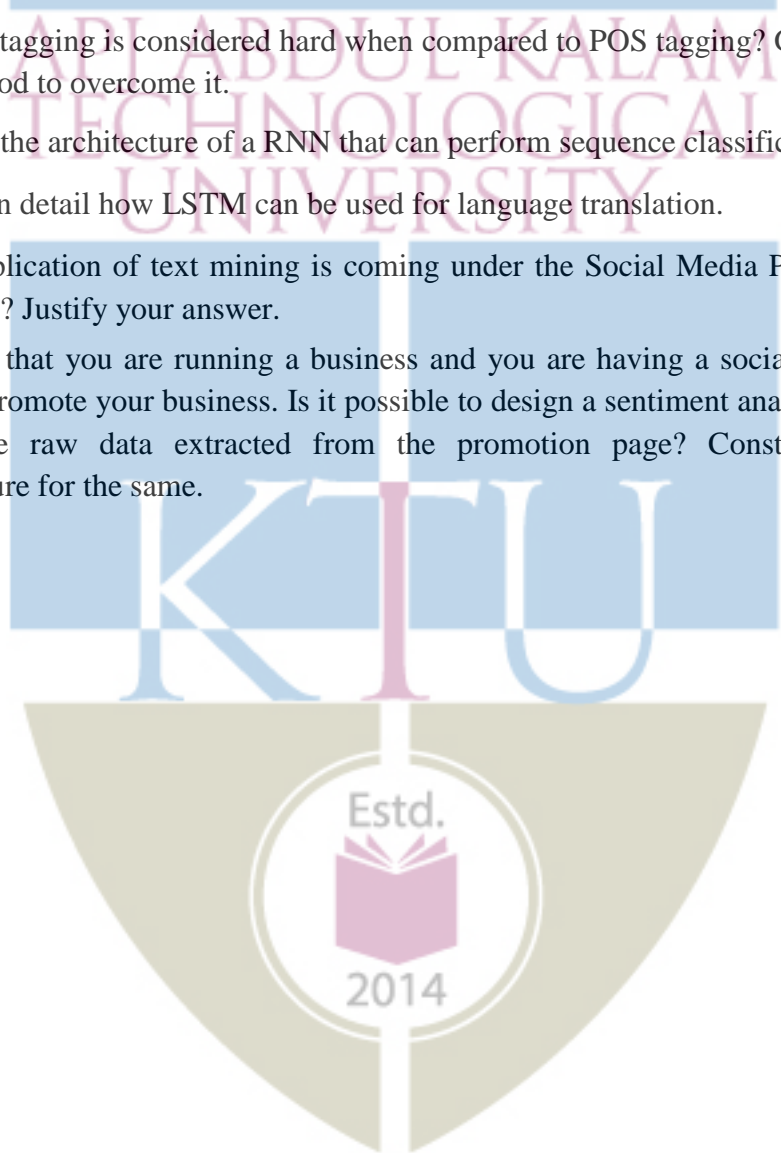 API ABDUL KALAM
tagging is considered hard when compared to POS tagging?
od to overcome it.
TECHNOLOGICAL
the architecture of a RNN that can perform sequence classific
UNIVERSITY
n detail how LSTM can be used for language translation.
plication of text mining is coming under the Social Media P
? Justify your answer.
that you are running a business and you are having a social
romote your business. Is it possible to design a sentiment ana
e raw data extracted from the promotion page? Const
ure for the same.
KTU
Estd.
2014